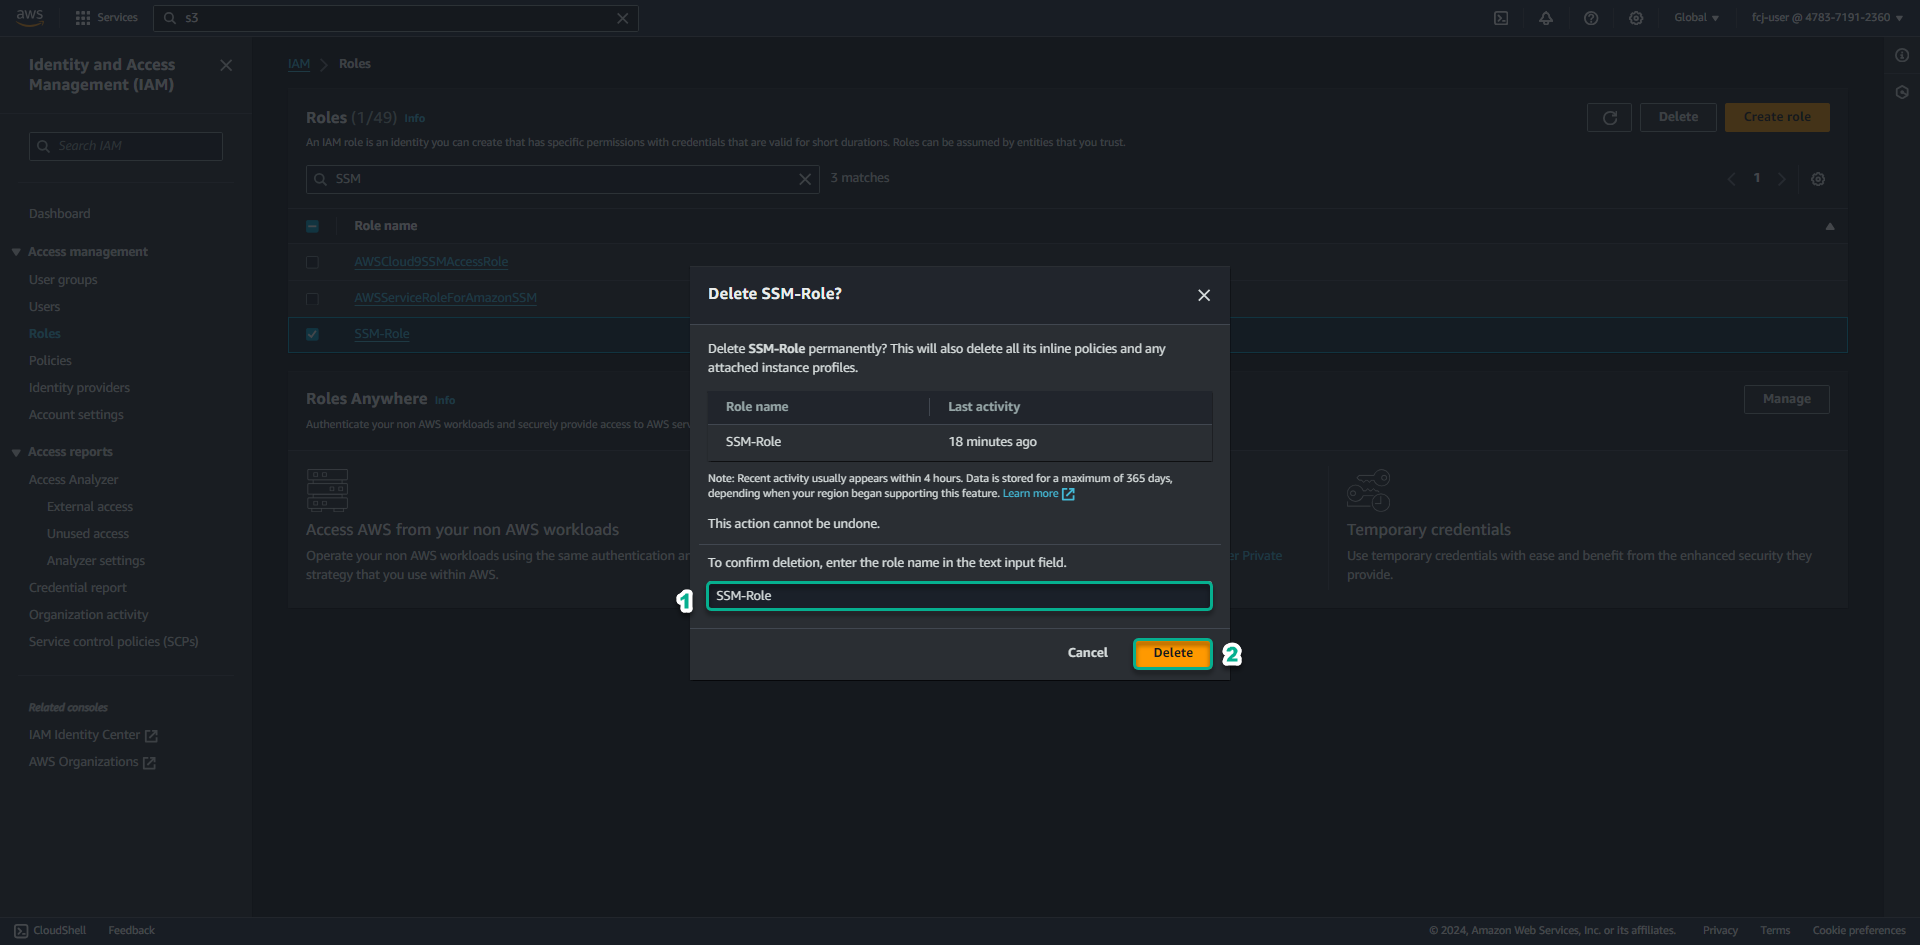 aws
Services
s3
Global
fcj-user @ 4783-7191-2360
Identity and Access
Management (IAM)
Search IAM
Dashboard
Access management
User groups
Users
Roles
Policies
Identity providers
Account settings
Access reports
Access Analyzer
External access
Unused access
Analyzer settings
Credential report
Organization activity
Service control policies (SCPs)
Related consoles
IAM Identity Center
AWS Organizations
IAM
Roles
Roles (1/49) Info
Delete
Create role
An IAM role is an identity you can create that has specific permissions with credentials that are valid for short durations. Roles can be assumed by entities that you trust.
SSM
3 matches
1
Role name
AWSCloud9SSMAccessRole
AWSServiceRoleForAmazonSSM
SSM-Role
Roles Anywhere Info
Manage
Authenticate your non AWS workloads and securely provide access to AWS serv
Access AWS from your non AWS workloads
Operate your non AWS workloads using the same authentication an
strategy that you use within AWS.
er Private
Temporary credentials
Use temporary credentials with ease and benefit from the enhanced security they
provide.
Delete SSM-Role?
Delete SSM-Role permanently? This will also delete all its inline policies and any
attached instance profiles.
Role name
Last activity
SSM-Role
18 minutes ago
Note: Recent activity usually appears within 4 hours. Data is stored for a maximum of 365 days,
depending when your region began supporting this feature. Learn more
This action cannot be undone.
To confirm deletion, enter the role name in the text input field.
1
SSM-Role
Cancel
Delete
2
CloudShell
Feedback
© 2024, Amazon Web Services, Inc. or its affiliates.
Privacy
Terms
Cookie preferences